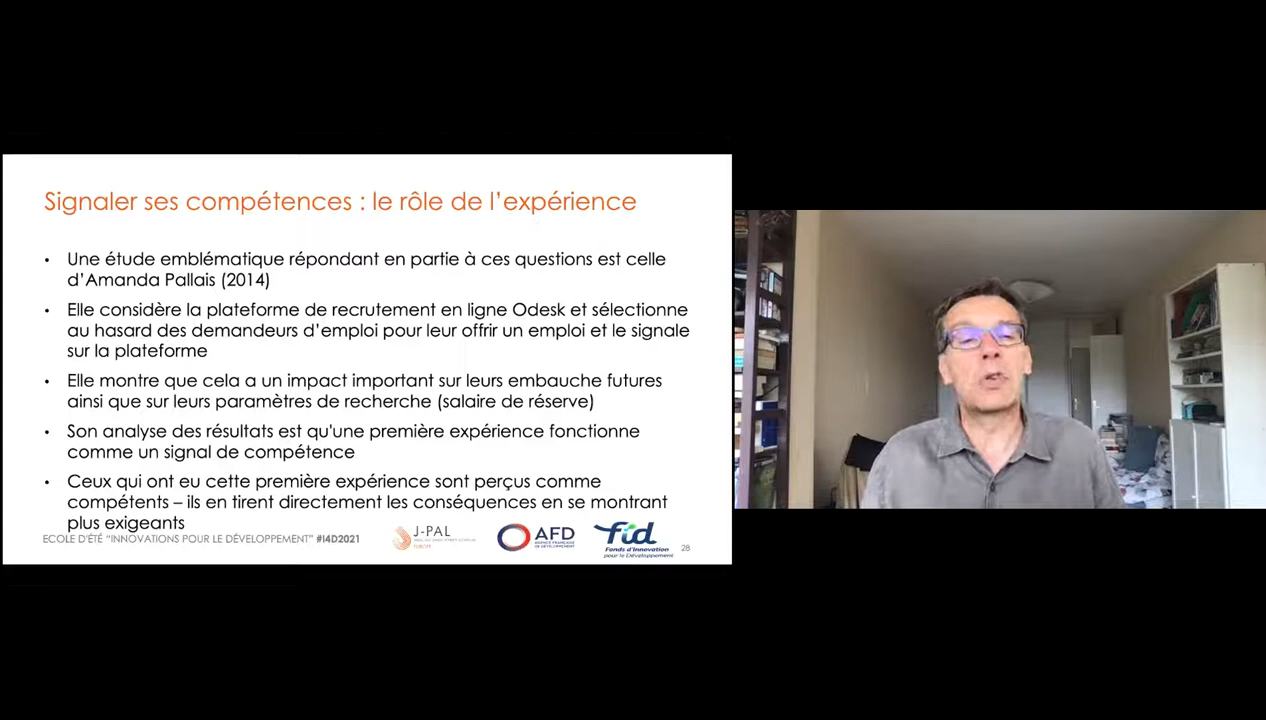 Signaler ses compétences : le rôle de l'expérience
• Une étude emblématique répondant en partie à ces questions est celle
d'Amanda Pallais (2014)
• Elle considère la plateforme de recrutement en ligne Odesk et sélectionne
au hasard des demandeurs d'emploi pour leur offrir un emploi et le signale
sur la plateforme
• Elle montre que cela a un impact important sur leurs embauche futures
ainsi que sur leurs paramètres de recherche (salaire de réserve)
• Son analyse des résultats est qu'une première expérience fonctionne
comme un signal de compétence
• Ceux qui ont eu cette première expérience sont perçus comme
compétents – ils en tirent directement les conséquences en se montrant
plus exigeants
ECOLE D'ÉTÉ "INNOVATIONS POUR LE DÉVELOPPEMENT" #I4D2021
J-PAL
EUROPE
AFD
AGENCE FRANÇAISE
DE DÉVELOPPEMENT
fid
Fonds d'Innovation
pour le Développement
28